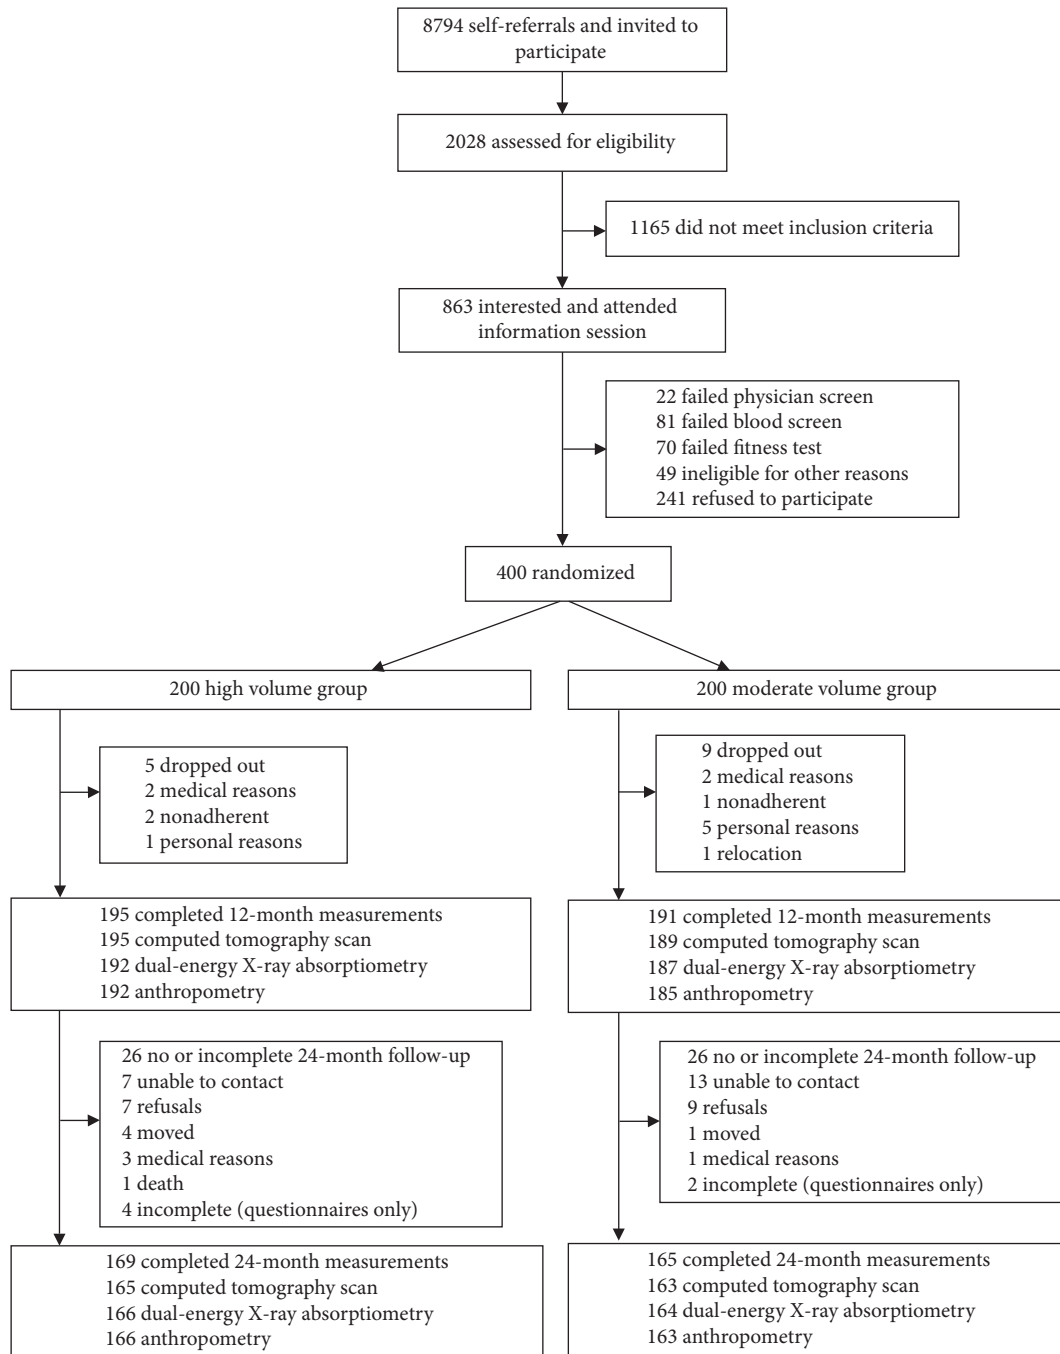 8794 self-referrals and invited to
participate
2028 assessed for eligibility
1165 did not meet inclusion criteria
863 interested and attended
information session
22 failed physician screen
81 failed blood screen
70 failed fitness test
49 ineligible for other reasons
241 refused to participate
400 randomized
200 high volume group
5 dropped out
2 medical reasons
2 nonadherent
1 personal reasons
195 completed 12-month measurements
195 computed tomography scan
192 dual-energy X-ray absorptiometry
192 anthropometry
26 no or incomplete 24-month follow-up
7 unable to contact
7 refusals
4 moved
3 medical reasons
1 death
4 incomplete (questionnaires only)
169 completed 24-month measurements
165 computed tomography scan
166 dual-energy X-ray absorptiometry
166 anthropometry
200 moderate volume group
9 dropped out
2 medical reasons
1 nonadherent
5 personal reasons
1 relocation
191 completed 12-month measurements
189 computed tomography scan
187 dual-energy X-ray absorptiometry
185 anthropometry
26 no or incomplete 24-month follow-up
13 unable to contact
9 refusals
1 moved
1 medical reasons
2 incomplete (questionnaires only)
165 completed 24-month measurements
163 computed tomography scan
164 dual-energy X-ray absorptiometry
163 anthropometry